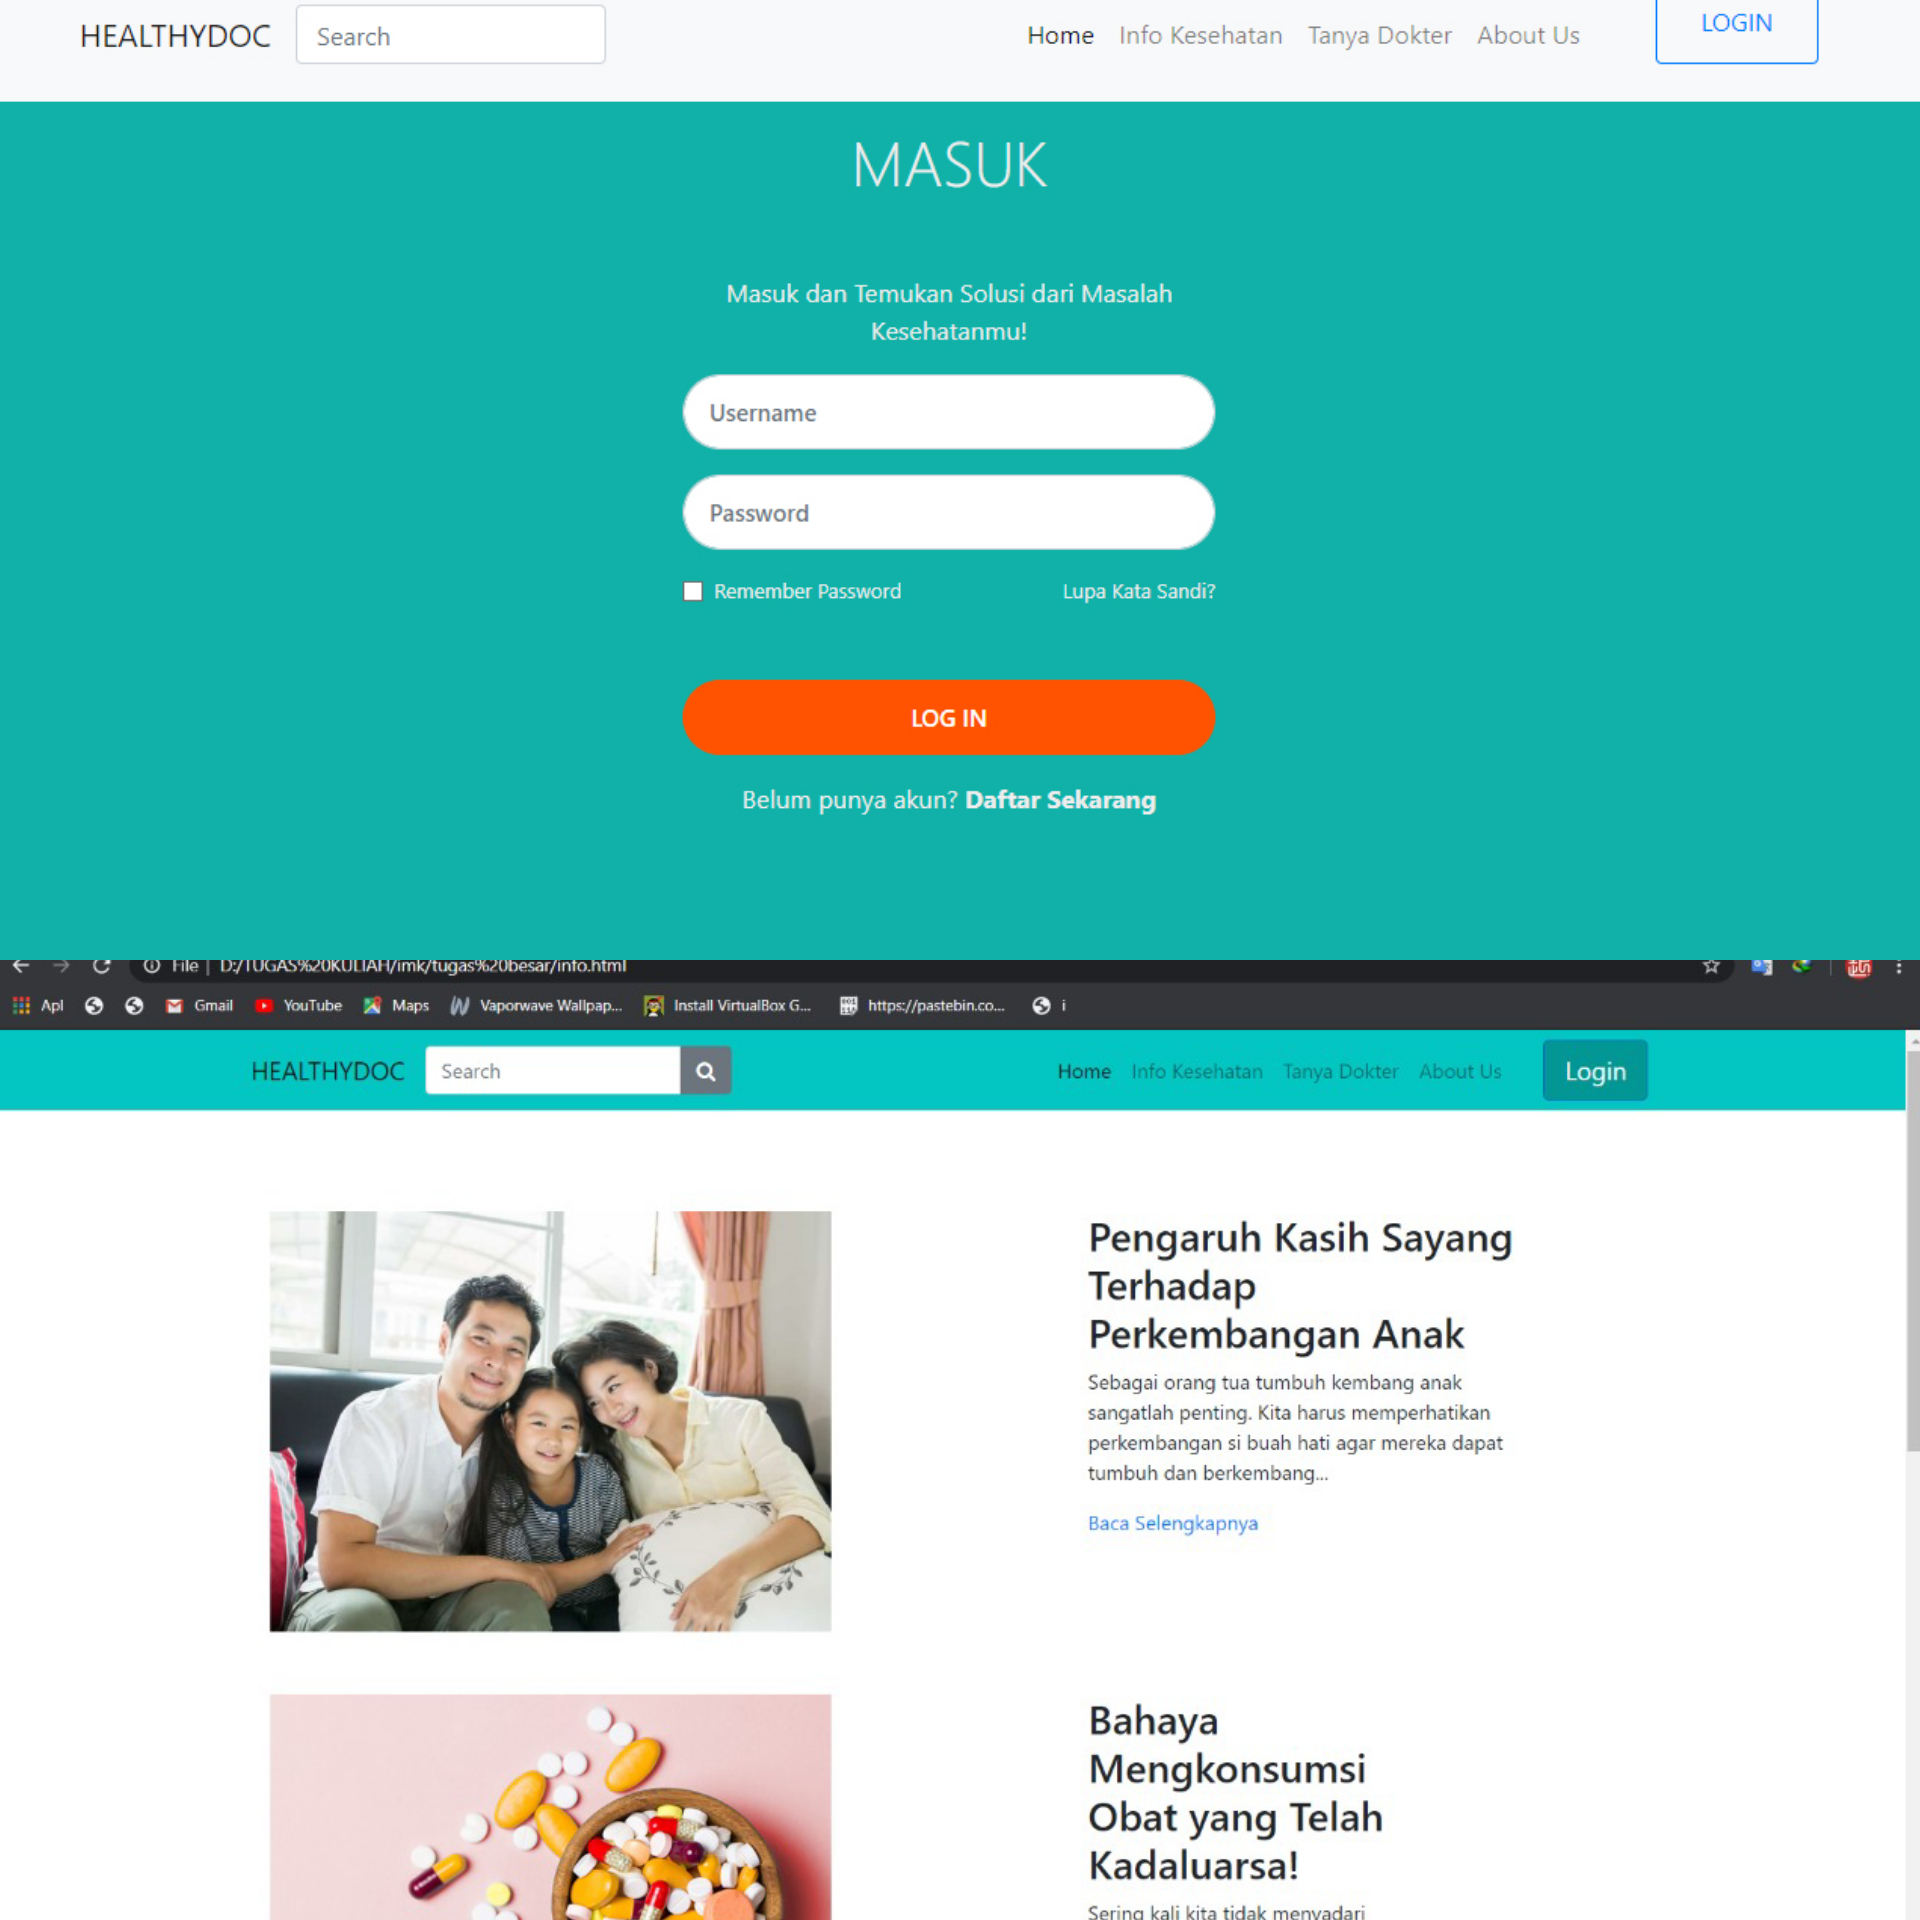 HEALTHYDOC Search Home Info Kesehatan Tanya Dokter About Us LOGIN
MASUK
Masuk dan Temukan Solusi dari Masalah
Kesehatanmu!
Username
Password
Remember Password Lupa Kata Sandi?
LOG IN
Belum punya akun? Daftar Sekarang
File D:/TUGAS%20KULIAH/imk/tugas%20besar/info.html
Apl Gmail YouTube Maps Vaporwave Wallpap... Install VirtualBox G... https://pastebin.co... i
HEALTHYDOC Search Home Info Kesehatan Tanya Dokter About Us Login
Pengaruh Kasih Sayang
Terhadap
Perkembangan Anak
Sebagai orang tua tumbuh kembang anak
sangatlah penting. Kita harus memperhatikan
perkembangan si buah hati agar mereka dapat
tumbuh dan berkembang...
Baca Selengkapnya
Bahaya
Mengkonsumsi
Obat yang Telah
Kadaluarsa!
Sering kali kita tidak menyadari